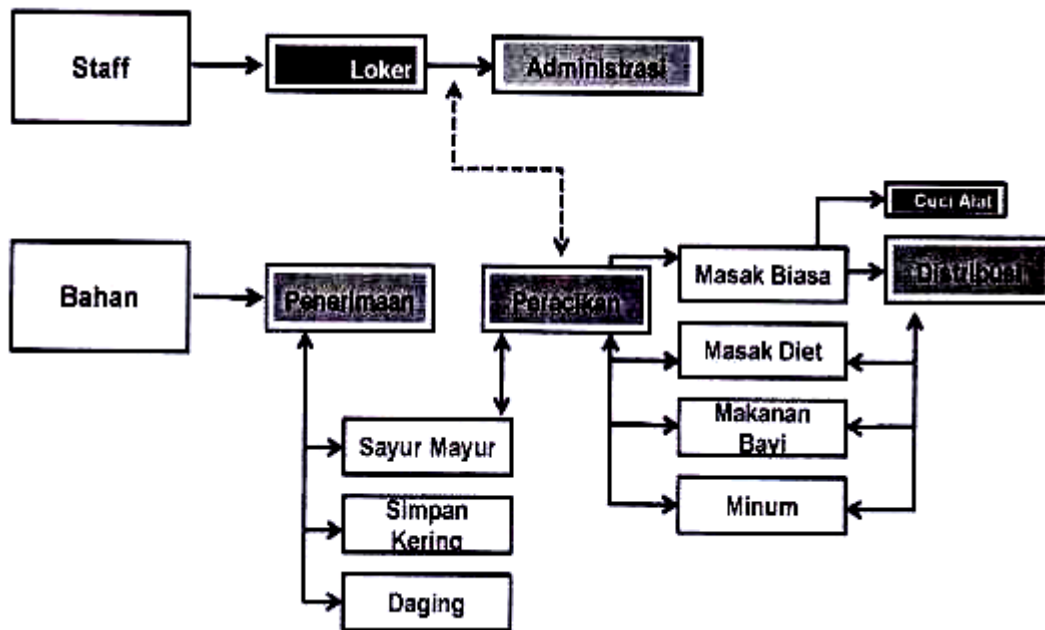 Staff
Loker
Administrasi
Cuci Alat
Bahan
Penerimaan
Peracikan
Masak Biasa
Distribusi
Masak Diet
Makanan
Bayi
Sayur Mayur
Minum
Simpan
Kering
Daging